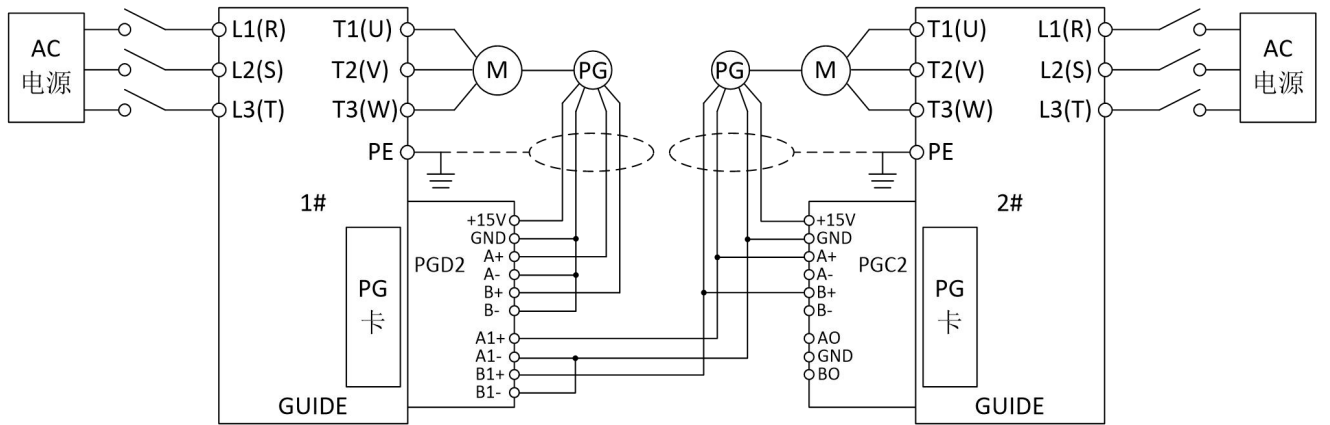 AC
电源
L1(R)
L2(S)
L3(T)
T1(U)
T2(V)
T3(W)
PE
M
PG
1#
PG
卡
GUIDE
PGD2
+15V
GND
A+
A-
B+
B-
A1+
A1-
B1+
B1-
PG
M
T1(U)
T2(V)
T3(W)
PE
L1(R)
L2(S)
L3(T)
AC
电源
2#
PGC2
+15V
GND
A+
A-
B+
B-
AO
GND
BO
PG
卡
GUIDE